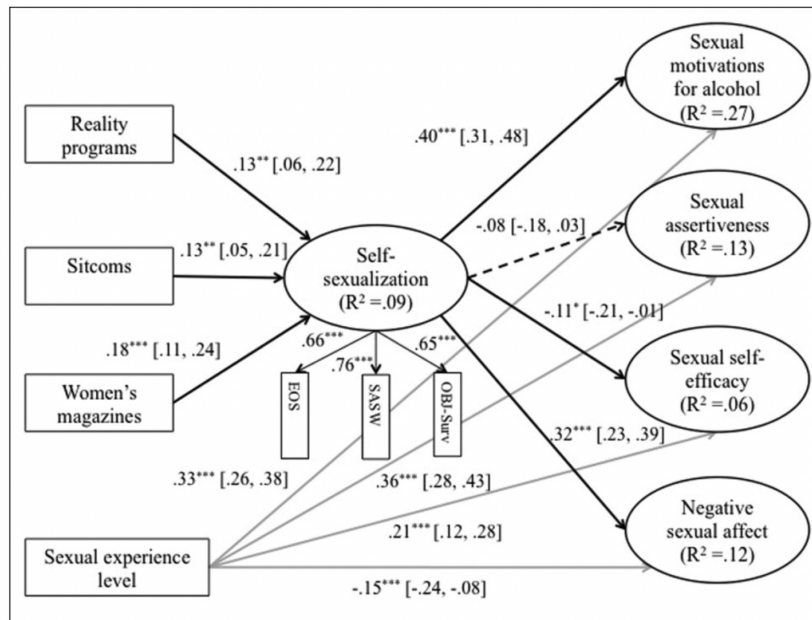 Sexual
motivations
for alcohol
(R² =.27)
Reality
programs
.40*** [.31, .48]
.13** [.06, .22]
Sexual
assertiveness
(R² =.13)
-.08 [-.18, .03]
Sitcoms
.13** [.05, .21]
Self-
sexualization
(R² =.09)
-.11* [-.21, -.01]
.18*** [.11, .24]
.66***
.76***
.65***
Women's
magazines
EOS
SASW
OBJ-Surv
Sexual self-
efficacy
(R² =.06)
.32*** [.23, .39]
.33*** [.26, .38]
.36*** [.28, .43]
.21*** [.12, .28]
Negative
sexual affect
(R² =.12)
Sexual experience
level
-.15*** [-.24, -.08]